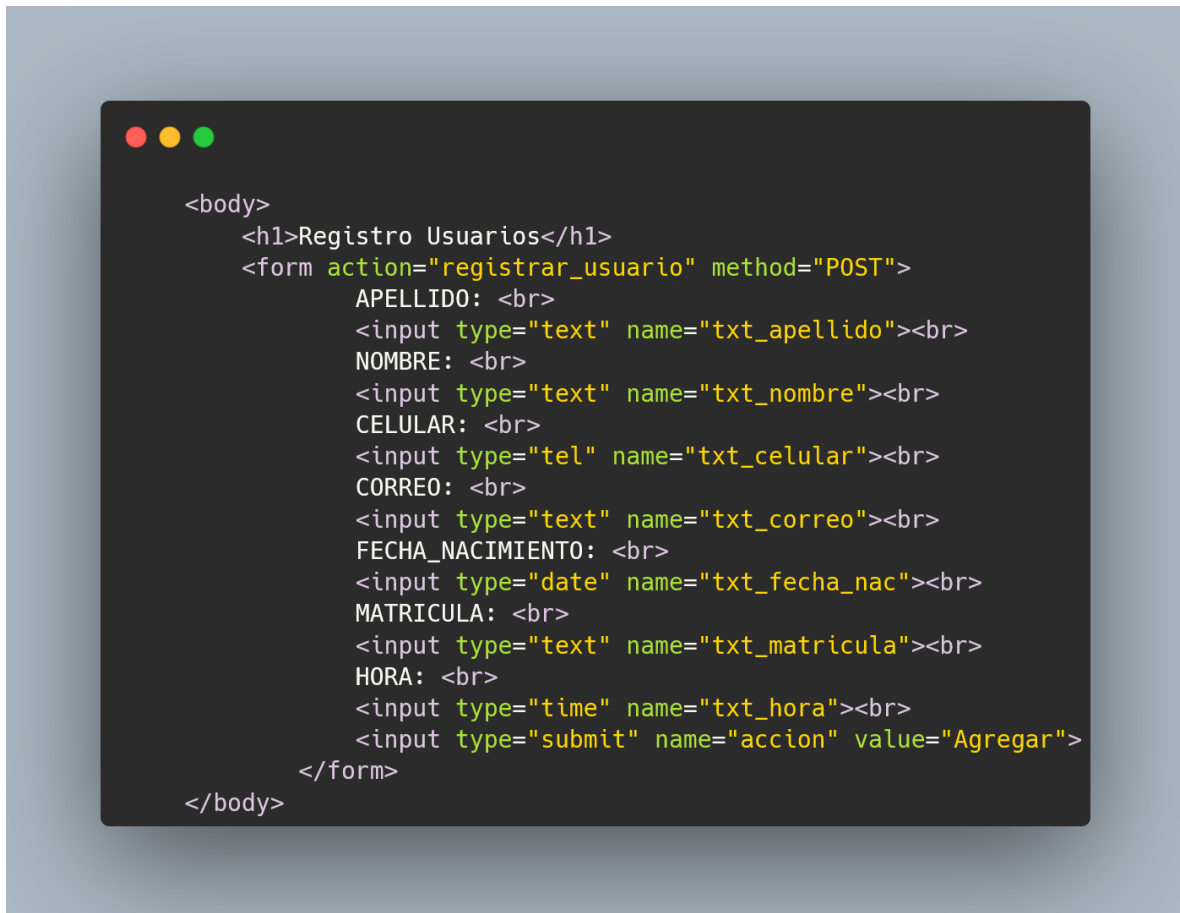 <body>
<h1>Registro Usuarios</h1>
<form action="registrar_usuario" method="POST">
APELLIDO: <br>
<input type="text" name="txt_apellido"><br>
NOMBRE: <br>
<input type="text" name="txt_nombre"><br>
CELULAR: <br>
<input type="tel" name="txt_celular"><br>
CORREO: <br>
<input type="text" name="txt_correo"><br>
FECHA_NACIMIENTO: <br>
<input type="date" name="txt_fecha_nac"><br>
MATRICULA: <br>
<input type="text" name="txt_matricula"><br>
HORA: <br>
<input type="time" name="txt_hora"><br>
<input type="submit" name="accion" value="Agregar">
</form>
</body>